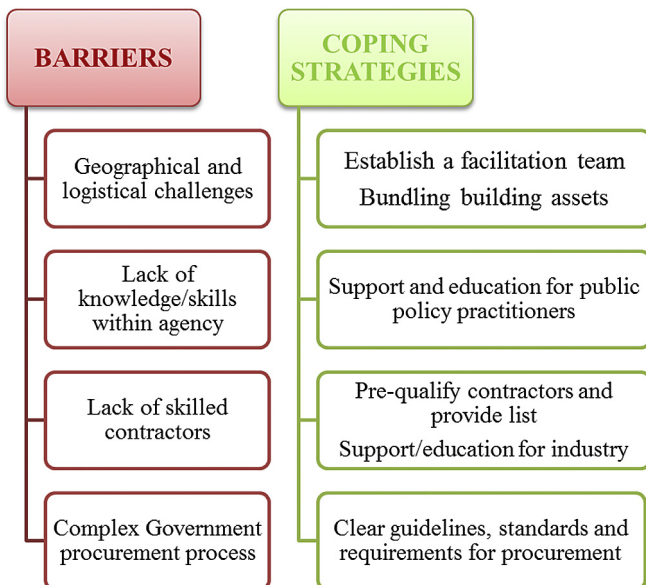 BARRIERS
Geographical and
logistical challenges
Lack of
knowledge/skills
within agency
Lack of skilled
contractors
Complex Government
procurement process
COPING
STRATEGIES
Establish a facilitation team
Bundling building assets
Support and education for public
policy practitioners
Pre-qualify contractors and
provide list
Support/education for industry
Clear guidelines, standards and
requirements for procurement